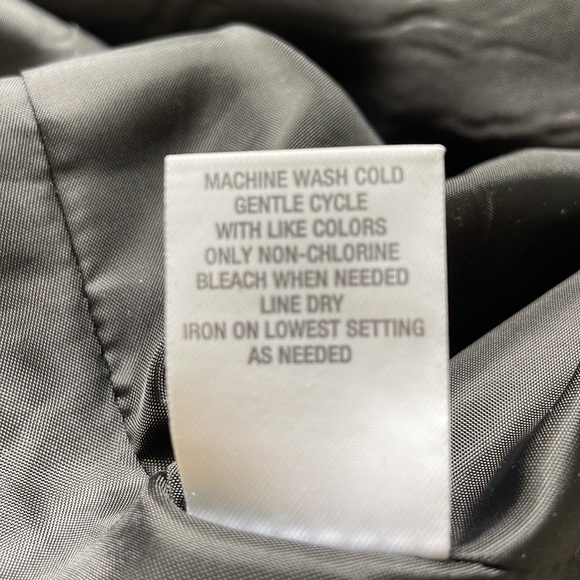 MACHINE WASH COLD
GENTLE CYCLE
WITH LIKE COLORS
ONLY NON-CHLORINE
BLEACH WHEN NEEDED
LINE DRY
IRON ON LOWEST SETTING
AS NEEDED